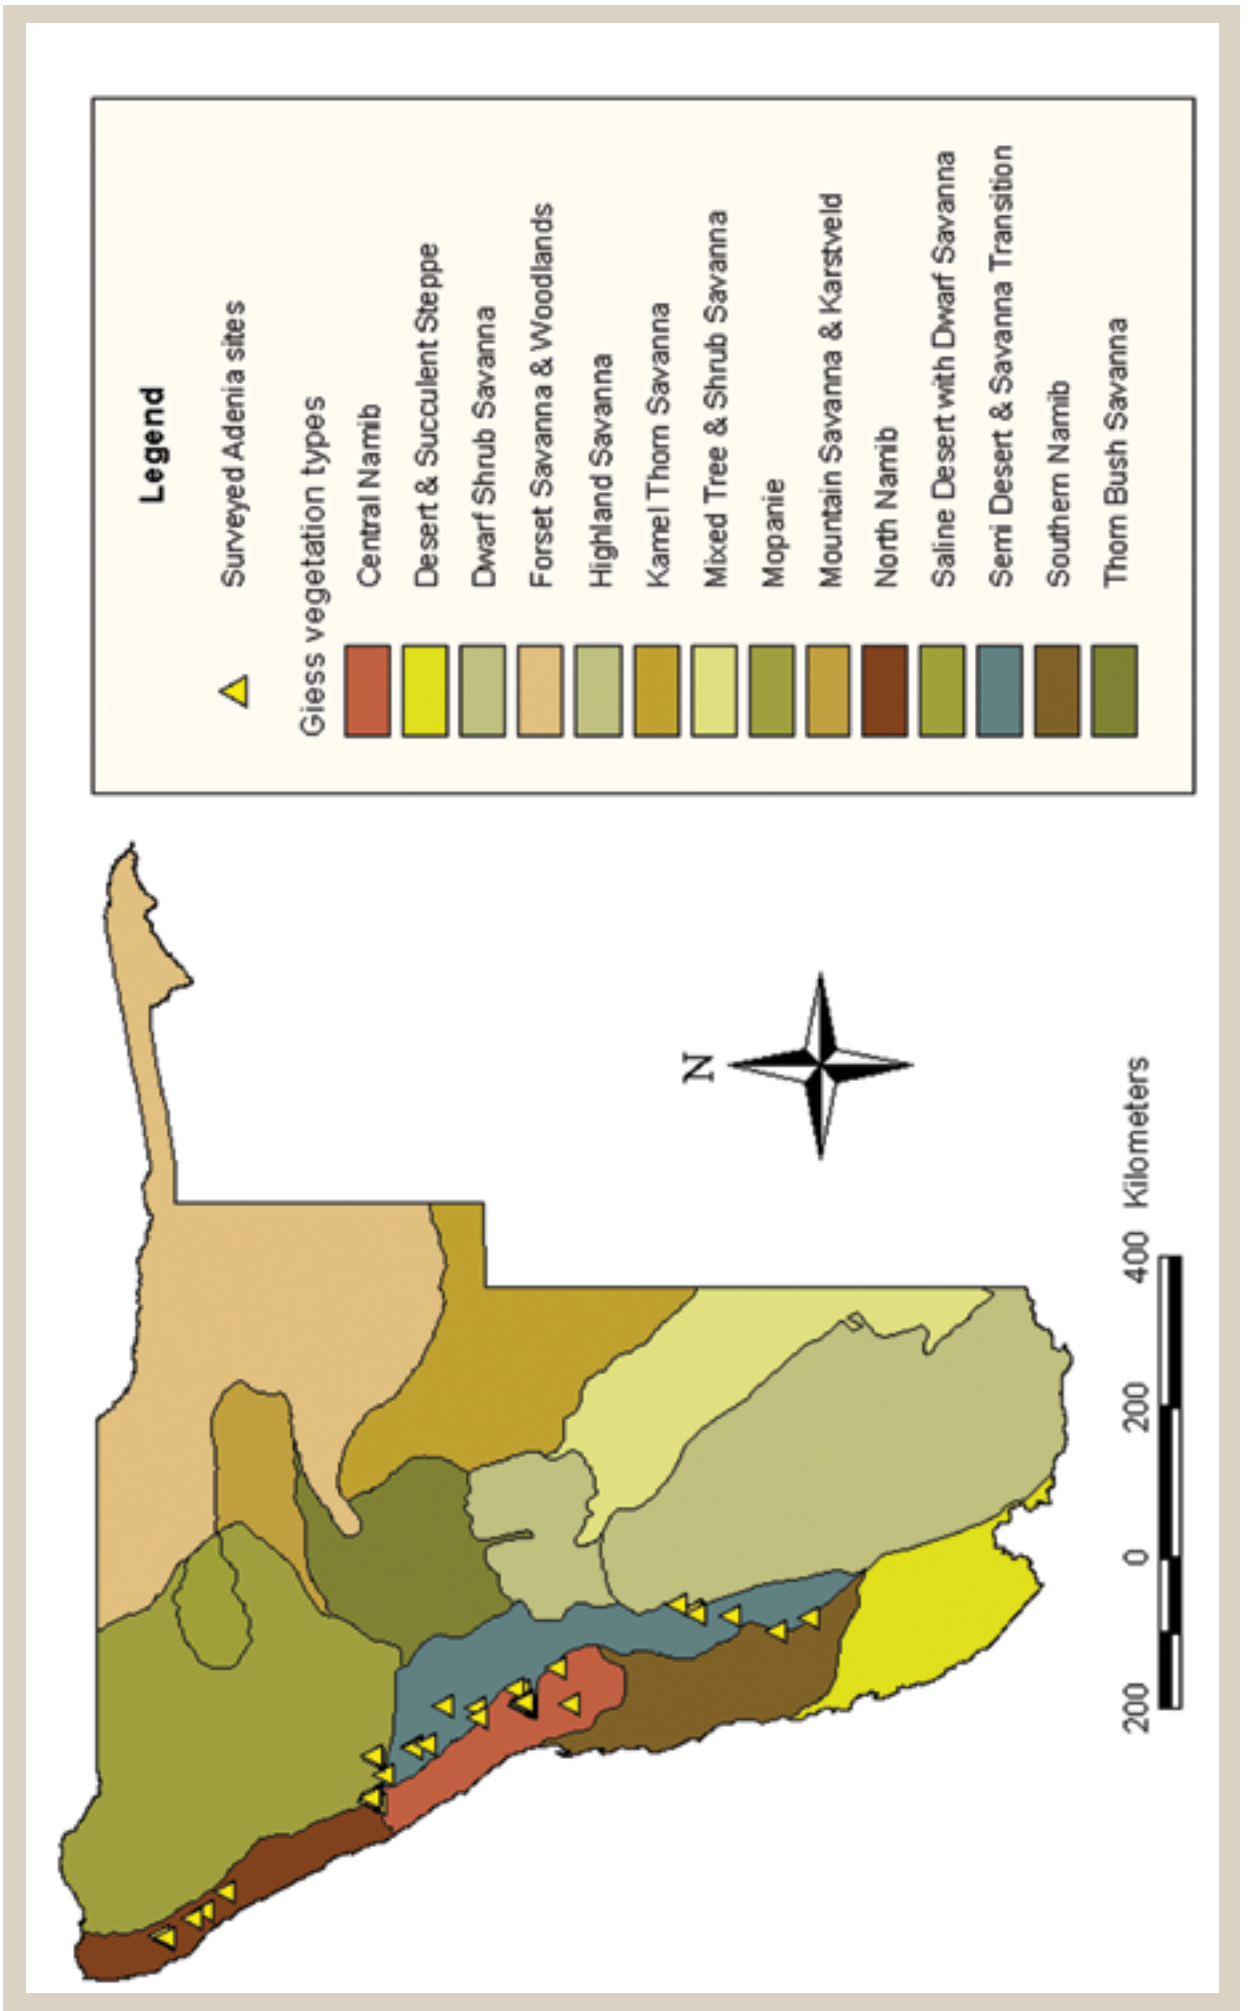 Legend
Surveyed Adenia sites
Giess vegetation types
Central Namib
Desert & Succulent Steppe
Dwarf Shrub Savanna
Forset Savanna & Woodlands
Highland Savanna
Kamel Thorn Savanna
Mixed Tree & Shrub Savanna
Mopanie
Mountain Savanna & Karstveld
North Namib
Saline Desert with Dwarf Savanna
Semi Desert & Savanna Transition
Southern Namib
Thorn Bush Savanna
N
200 0 200 400 Kilometers